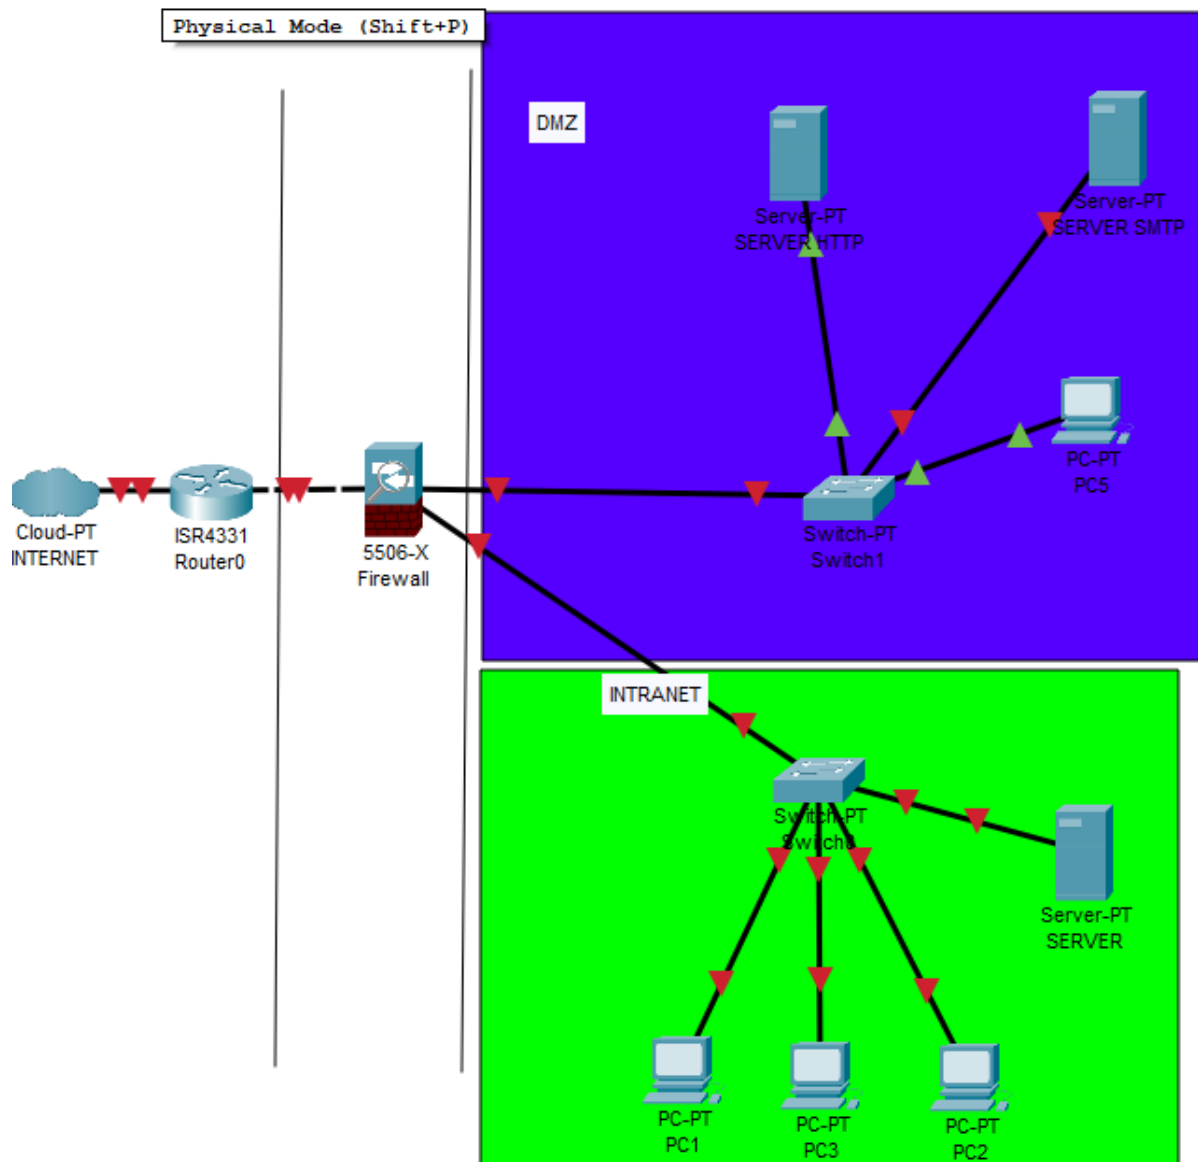 Physical Mode (Shift+P)
DMZ
Server-PT
SERVER HTTP
Server-PT
SERVER SMTP
PC-PT
PC5
Cloud-PT
INTERNET
ISR4331
Router0
5506-X
Firewall
Switch-PT
Switch1
INTRANET
Switch-PT
Switch0
Server-PT
SERVER
PC-PT
PC1
PC-PT
PC3
PC-PT
PC2